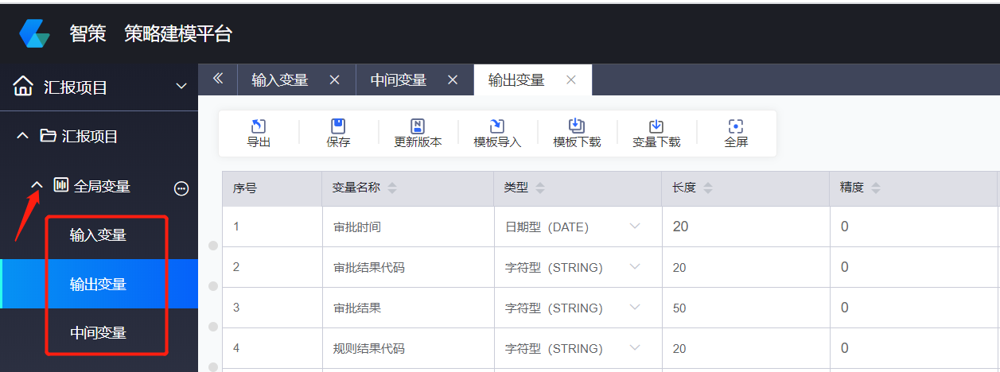 智策 策略建模平台
汇报项目
汇报项目
全局变量
输入变量
输出变量
中间变量
输入变量 中间变量 输出变量
导出 保存 更新版本 模板导入 模板下载 变量下载 全屏
序号 变量名称 类型 长度 精度
1 审批时间 日期型（DATE） 20 0
2 审批结果代码 字符型（STRING） 20 0
3 审批结果 字符型（STRING） 50 0
4 规则结果代码 字符型（STRING） 20 0